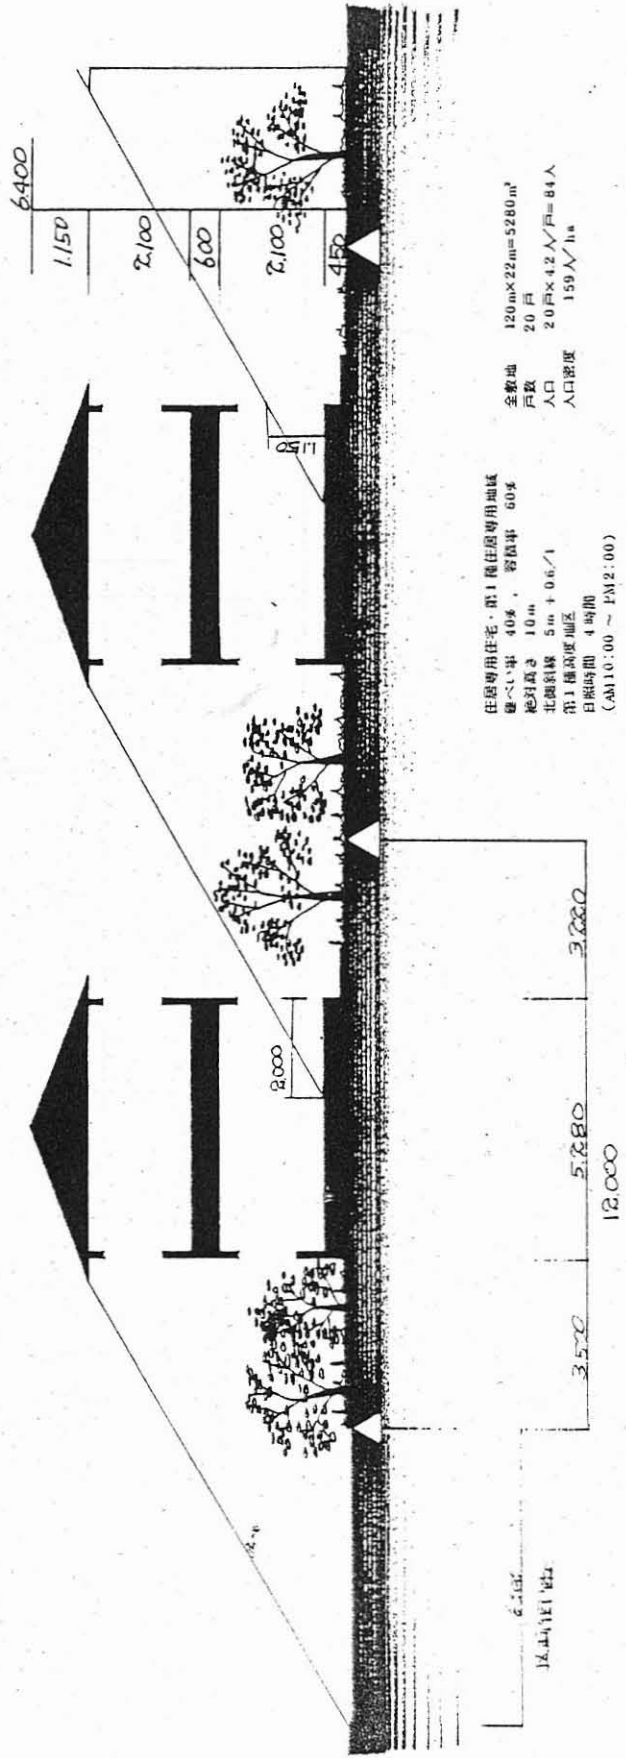 6400
1.150
2,100
600
2,100
450
1.150
2.000
3.520
5.280
3.220
12.000
住居専用住宅・第1種住居専用地域
建ぺい率 40%, 容積率 60%
絶対高さ 10m
北側斜線 5m+0.6/1
第1種高度地区
日照時間 4時間
(AM10:00 ~ PM2:00)
全敷地 120m×22m=5280m²
戸数 20戸
人口 20戸×4.2人/戸=84人
人口密度 159人/ha